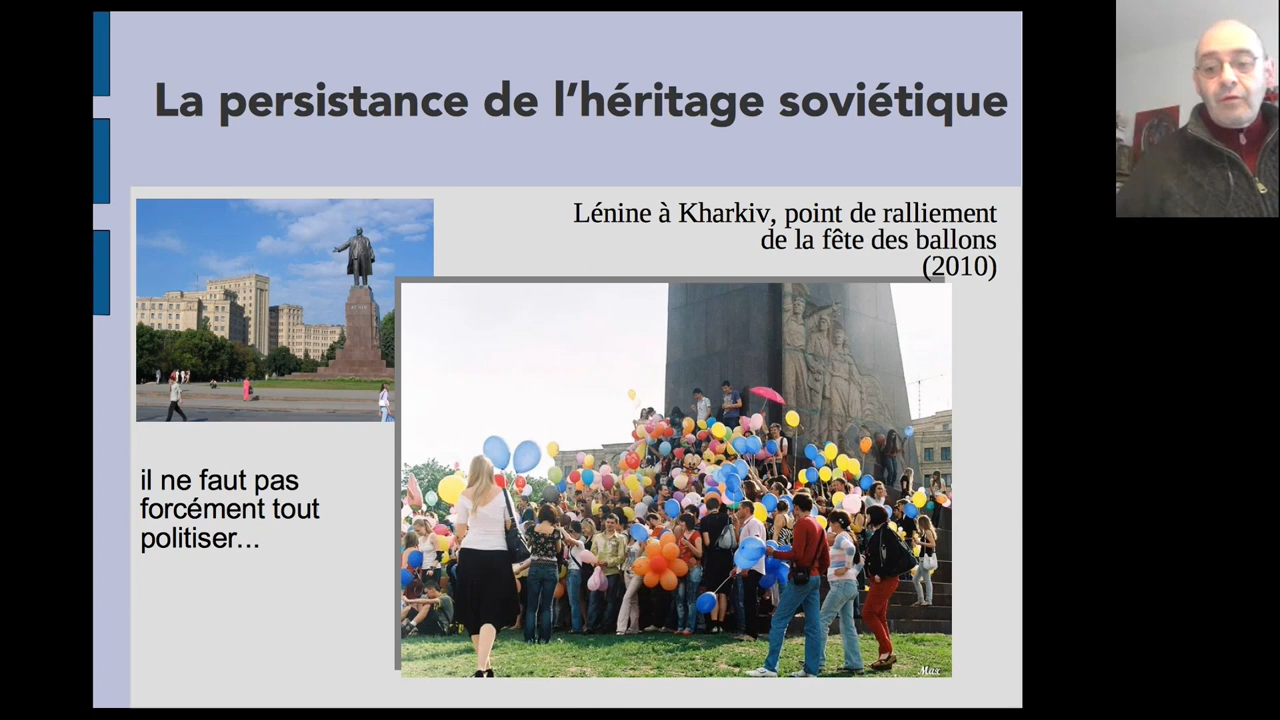 La persistance de l’héritage soviétique
Lénine à Kharkiv, point de ralliement
de la fête des ballons
(2010)
il ne faut pas
forcément tout
politiser...
Max